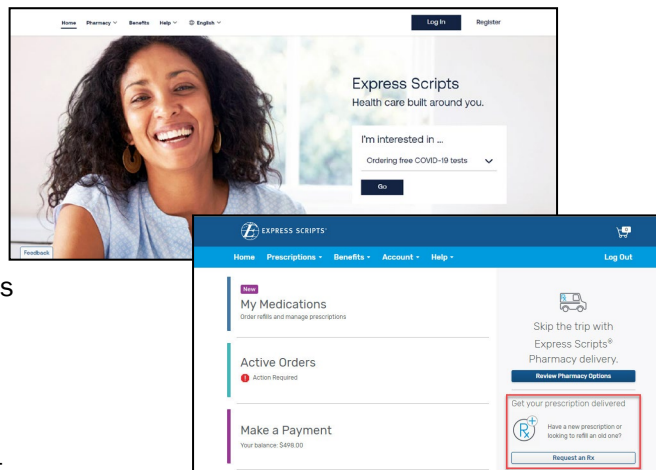 Home Pharmacy Benefits Help English Log In Register
Express Scripts
Health care built around you.
I'm interested in ...
Ordering free COVID-19 tests
Go
Feedback
s
EXPRESS SCRIPTS®
0
Home Prescriptions Benefits Account Help Log Out
New
My Medications
Order refills and manage prescriptions
Active Orders
! Action Required
Make a Payment
Your balance: $499.00
Skip the trip with
Express Scripts®
Pharmacy delivery.
Review Pharmacy Options
Get your prescription delivered
Rx
Have a new prescription or
looking to refill an old one?
Request an Rx